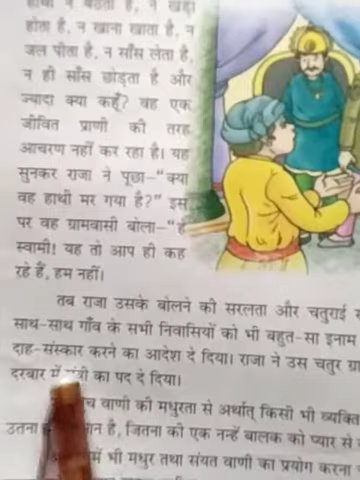 होता है, न खाना खाता है, न
जल पीता है, न साँस लेता है,
न ही साँस छोड़ता है और
ज्यादा क्या कहूँ? वह एक
जीवित प्राणी की तरह
आचरण नहीं कर रहा है। यह
सुनकर राजा ने पूछा–“क्या
वह हाथी मर गया है?” इस
पर वह ग्रामवासी बोला–“हे
स्वामी! यह तो आप ही कह
रहे हैं, हम नहीं।
तब राजा उसके बोलने की सरलता और चतुराई
साथ-साथ गाँव के सभी निवासियों को भी बहुत-सा इनाम
दाह-संस्कार करने का आदेश दे दिया। राजा ने उस चतुर
दरबार में का पद दे दिया।
वाणी की मधुरता से अर्थात् किसी भी व्यक्ति
उतना है, जितना की एक नन्हें बालक को प्यार से
में भी मधुर तथा संयत वाणी का प्रयोग करना